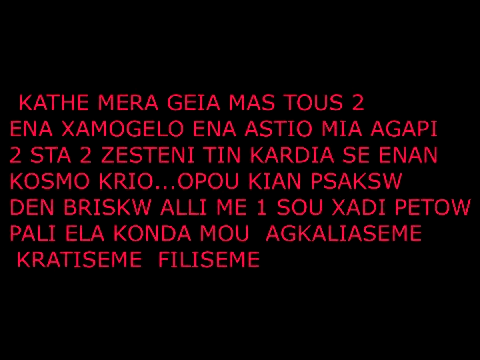 KATHE MERA GEIA MAS TOUS 2
ENA XAMOGELO ENA ASTIO MIA AGAPI
2 STA 2 ZESTENI TIN KARDIA SE ENAN
KOSMO KRIO...OPOU KIAN PSAKSW
DEN BRISKW ALLI ME 1 SOU XADI PETOW
PALI ELA KONDA MOU AGKALIASEME
KRATISEME FILISEME